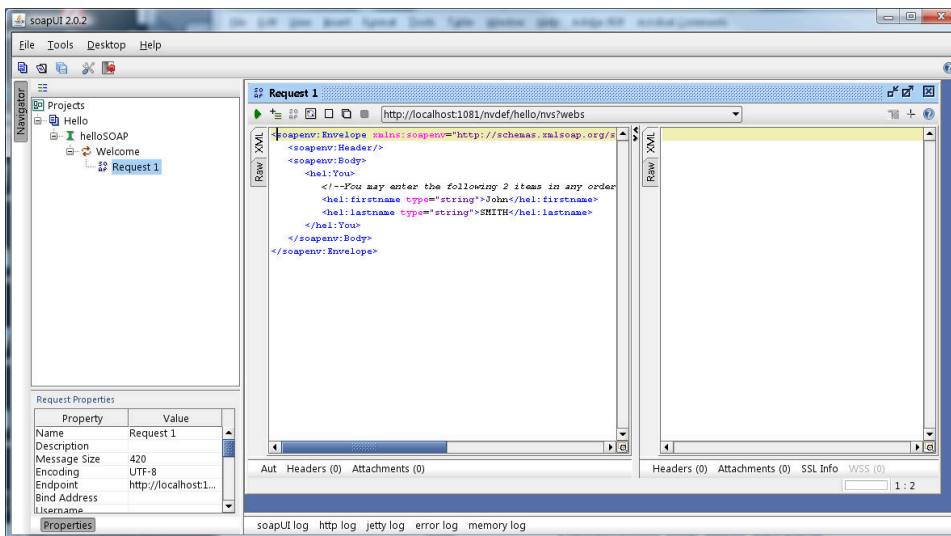 soapUI 2.0.2
File Tools Desktop Help
Navigator
Projects
Hello
helloSOAP
Welcome
Request 1
Request Properties
Property Value
Name Request 1
Description
Message Size 420
Encoding UTF-8
Endpoint http://localhost:1...
Bind Address
Username
Properties
Request 1
http://localhost:1081/nvdef/hello/nvs?webs
XML
Raw
<soapenv:Envelope xmlns:soapenv="http://schemas.xmlsoap.org/s
<soapenv:Header/>
<soapenv:Body>
<hel:You>
<!--You may enter the following 2 items in any order
<hel:firstname type="string">John</hel:firstname>
<hel:lastname type="string">SMITH</hel:lastname>
</hel:You>
</soapenv:Body>
</soapenv:Envelope>
Aut Headers (0) Attachments (0)
XML
Raw
Headers (0) Attachments (0) SSL Info WSS (0)
1 : 2
soapUI log http log jetty log error log memory log